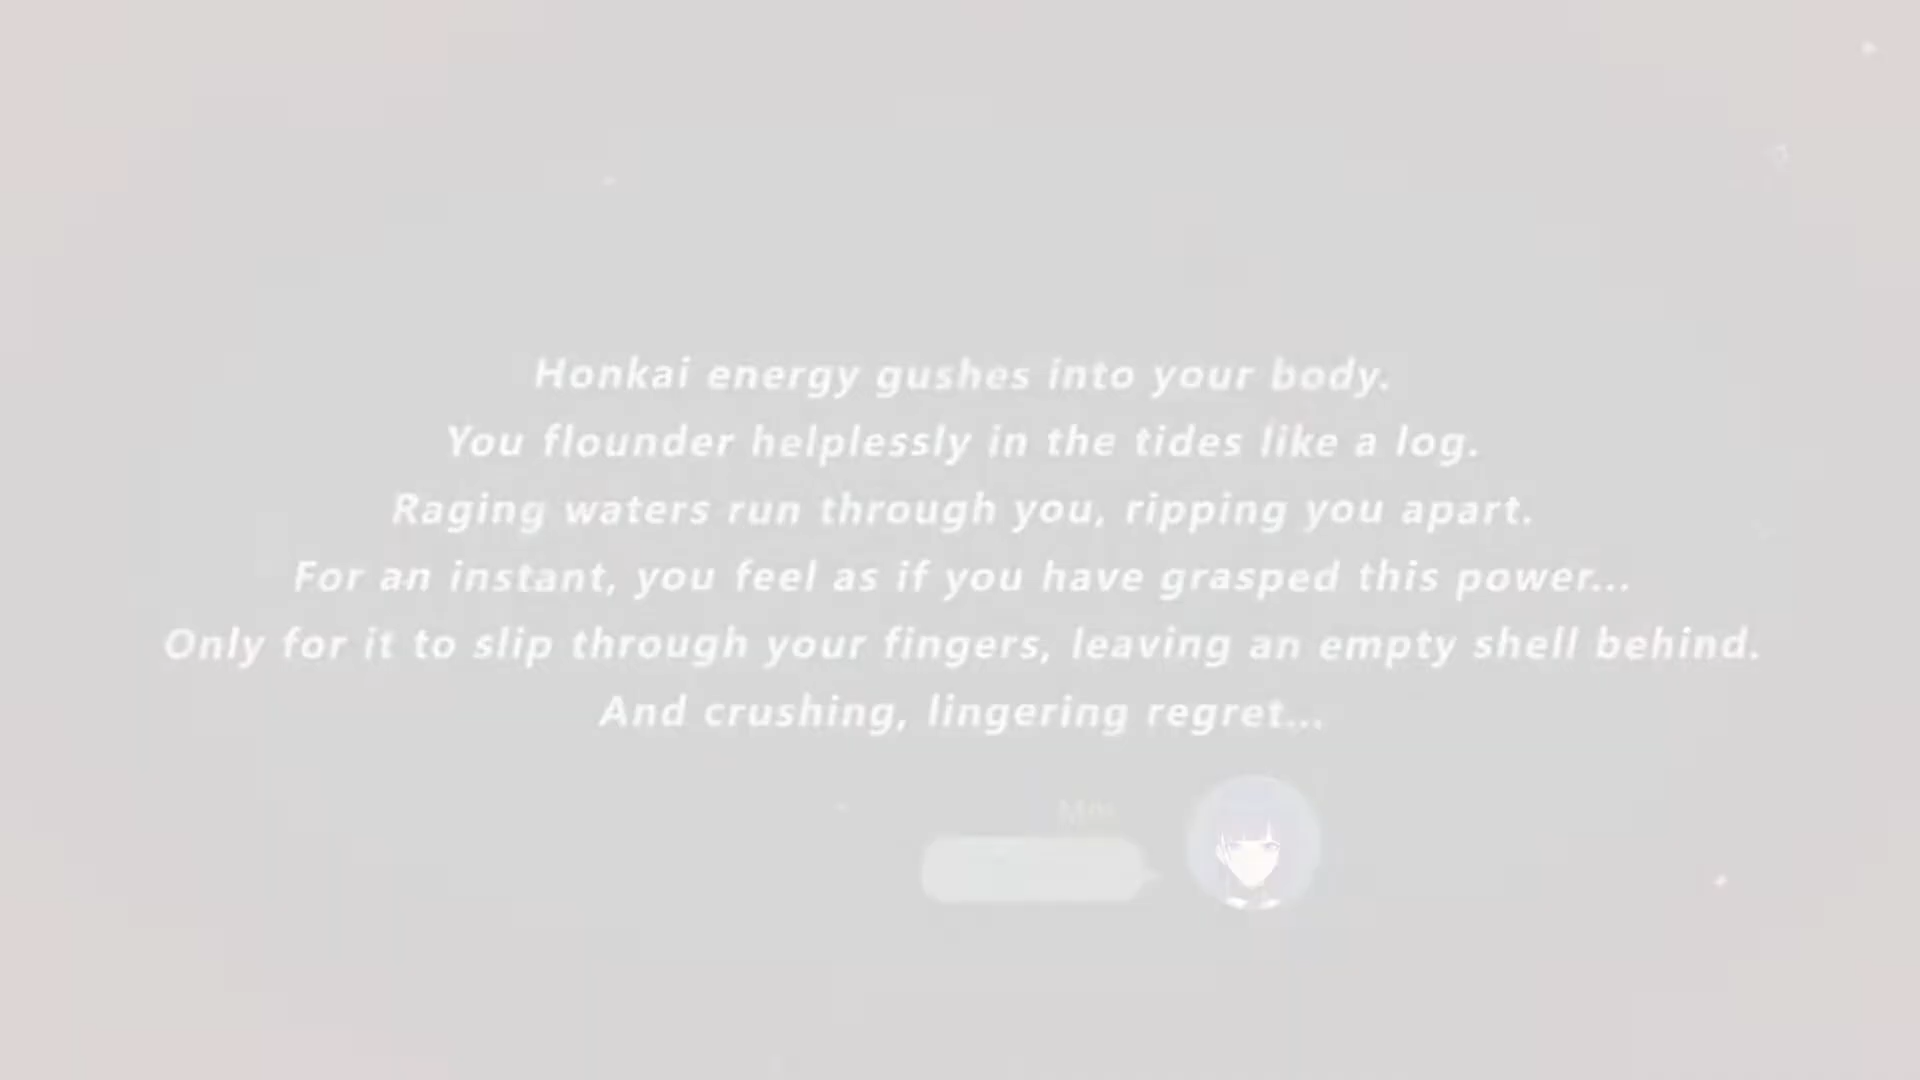 Honkai energy gushes into your body.
You flounder helplessly in the tides like a log.
Raging waters run through you, ripping you apart.
For an instant, you feel as if you have grasped this power...
Only for it to slip through your fingers, leaving an empty shell behind.
And crushing, lingering regret...